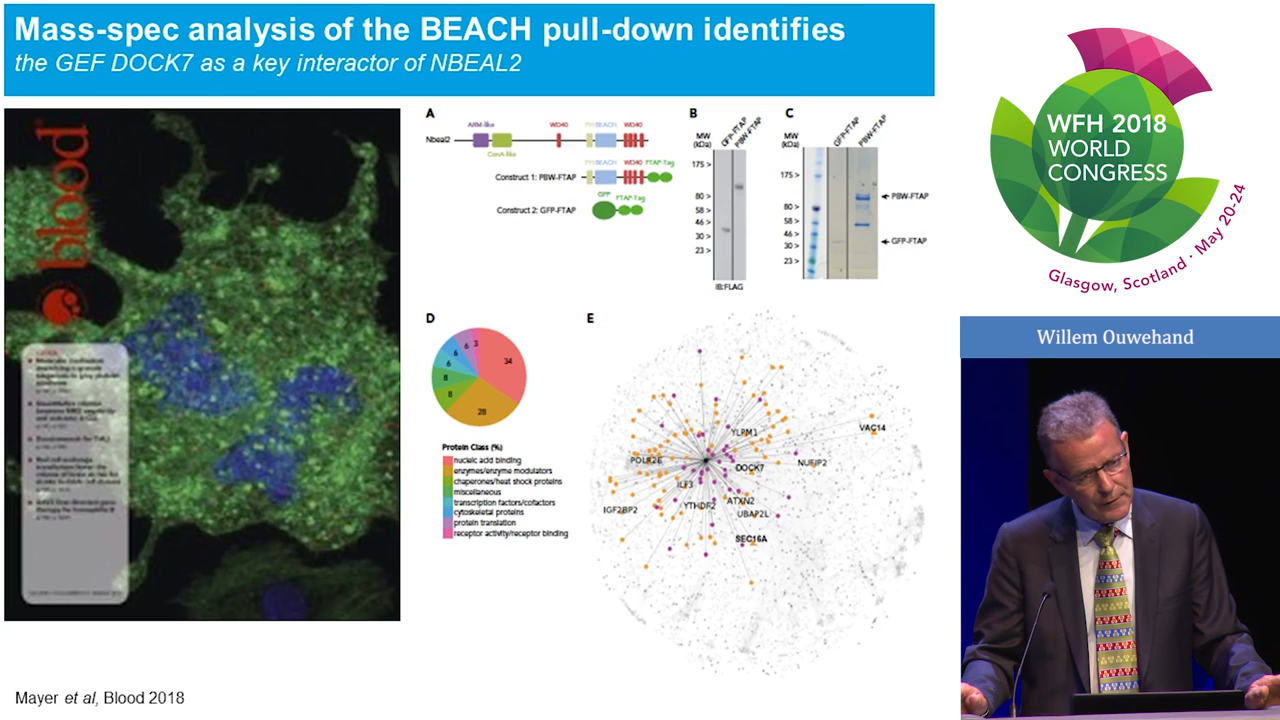 Mass-spec analysis of the BEACH pull-down identifies
the GEF DOCK7 as a key interactor of NBEAL2
blood
A
ARM-like
WD40
PH
BEACH
WD40
Nbeal2
ConA-like
PH
BEACH
WD40
FTAP-Tag
Construct 1: PBW-FTAP
GFP
FTAP-Tag
Construct 2: GFP-FTAP
B
MW
(kDa)
GFP-FTAP
PBW-FTAP
175 >
80 >
58 >
46 >
30 >
23 >
IB:FLAG
C
MW
(kDa)
GFP-FTAP
PBW-FTAP
175 >
80 >
58 >
46 >
30 >
23 >
PBW-FTAP
GFP-FTAP
D
3
6
6
6
8
8
34
28
Protein Class (%)
nucleic acid binding
enzymes/enzyme modulators
chaperones/heat shock proteins
miscellaneous
transcription factors/cofactors
cytoskeletal proteins
protein translation
receptor activity/receptor binding
E
YLPM1
VAC14
POLR2E
DOCK7
NUFIP2
ILF3
IGF2BP2
YTHDF2
ATXN2
UBAP2L
SEC16A
Mayer et al, Blood 2018
WFH 2018
WORLD
CONGRESS
Glasgow, Scotland · May 20-24
Willem Ouwehand